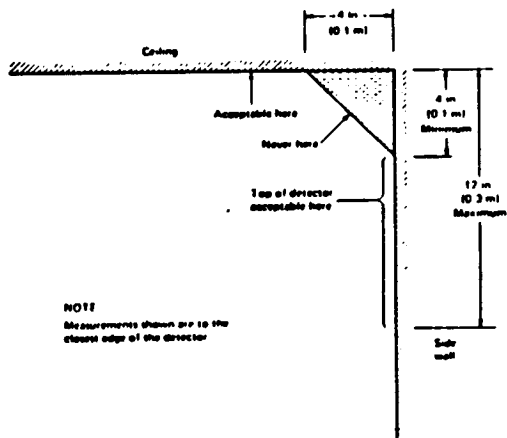 4 in
(0.1 m)
Ceiling
Acceptable here
Never here
4 in
(0.1 m)
Minimum
Top of detector
acceptable here
12 in
(0.3 m)
Maximum
NOTE
Measurements shown are to the
closest edge of the detector
Side
wall